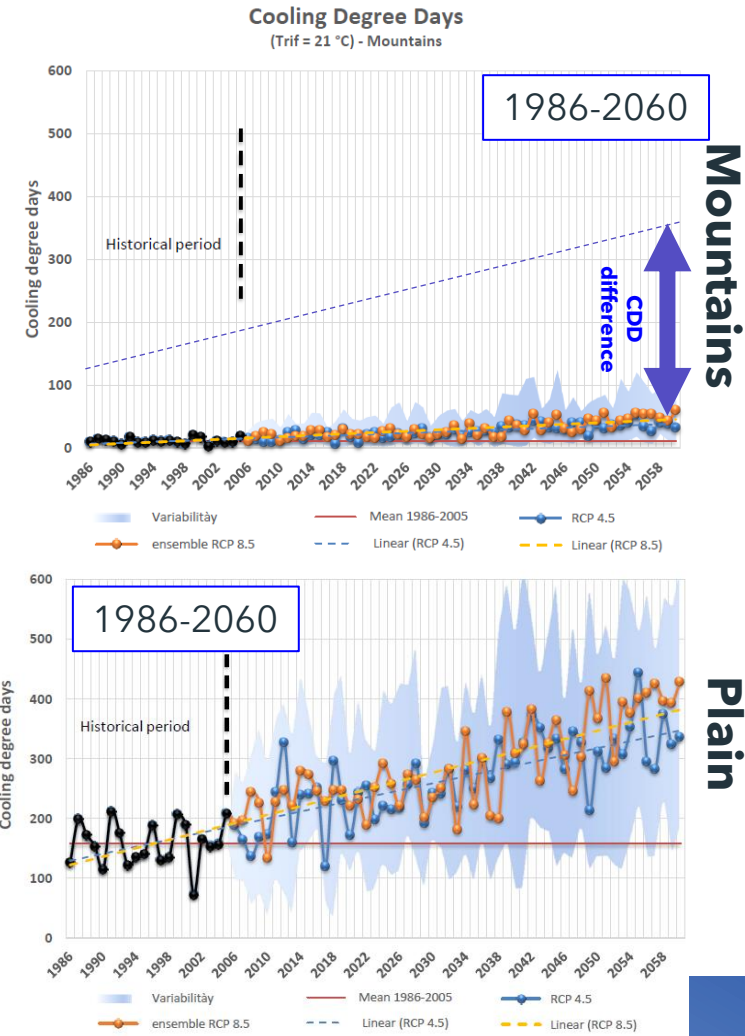 Cooling Degree Days
(Trif = 21 °C) - Mountains
600
500
400
300
200
100
0
Cooling degree days
1986-2060
Historical period
CDD
difference
Mountains
1986
1990
1994
1998
2002
2006
2010
2014
2018
2022
2026
2030
2034
2038
2042
2046
2050
2054
2058
Variabilitày
Mean 1986-2005
RCP 4.5
ensemble RCP 8.5
Linear (RCP 4.5)
Linear (RCP 8.5)
600
500
400
300
200
100
0
Cooling degree days
1986-2060
Historical period
Plain
1986
1990
1994
1998
2002
2006
2010
2014
2018
2022
2026
2030
2034
2038
2042
2046
2050
2054
2058
Variabilitày
Mean 1986-2005
RCP 4.5
ensemble RCP 8.5
Linear (RCP 4.5)
Linear (RCP 8.5)